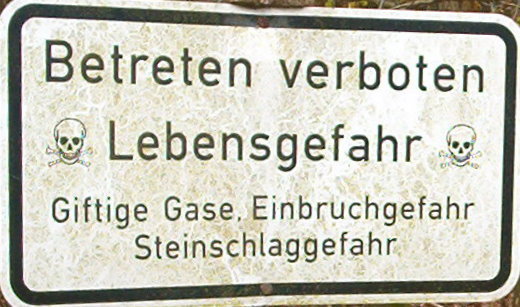 Betreten verboten
Lebensgefahr
Giftige Gase, Einbruchgefahr
Steinschlaggefahr